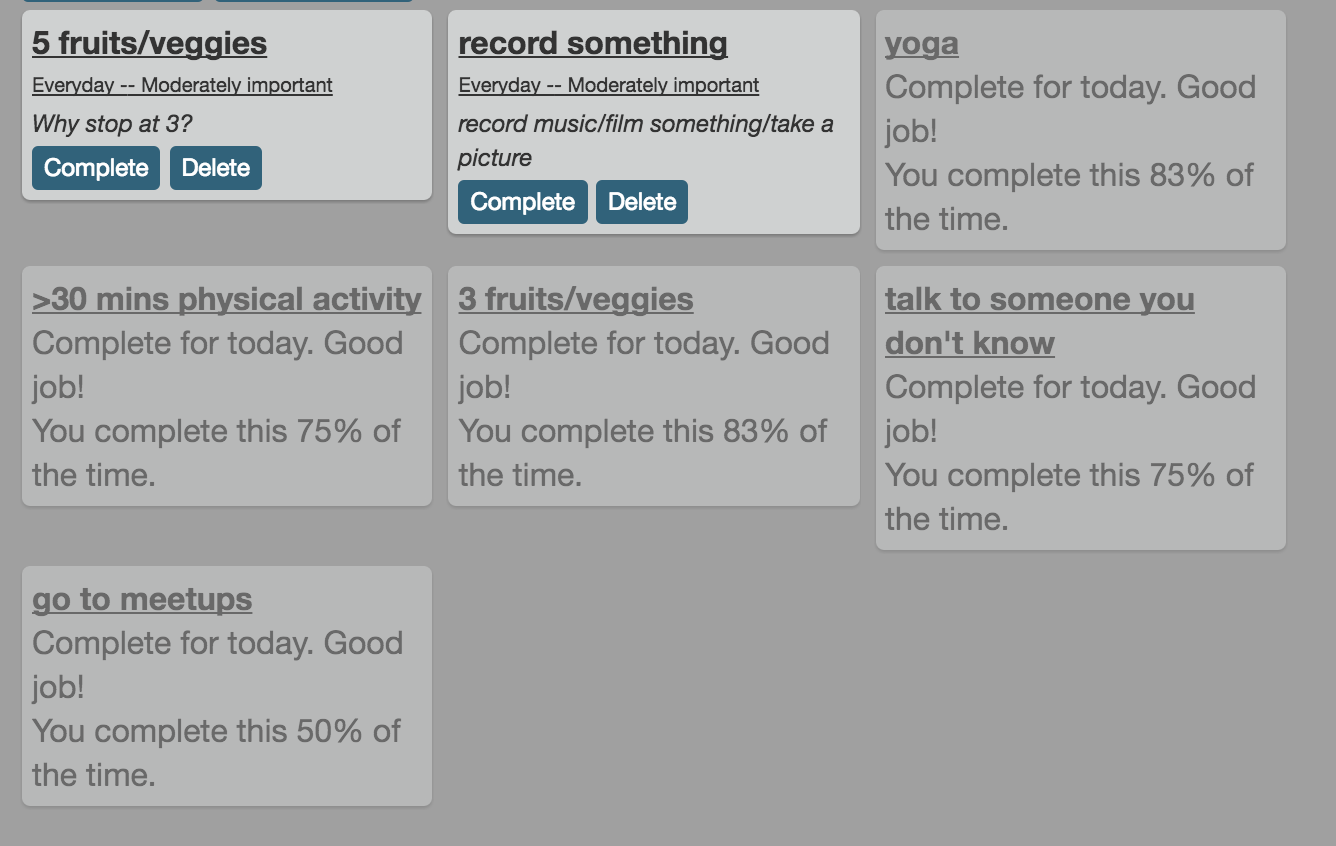 5 fruits/veggies
Everyday -- Moderately important
Why stop at 3?
Complete Delete
record something
Everyday -- Moderately important
record music/film something/take a
picture
Complete Delete
yoga
Complete for today. Good
job!
You complete this 83% of
the time.
>30 mins physical activity
Complete for today. Good
job!
You complete this 75% of
the time.
3 fruits/veggies
Complete for today. Good
job!
You complete this 83% of
the time.
talk to someone you
don't know
Complete for today. Good
job!
You complete this 75% of
the time.
go to meetups
Complete for today. Good
job!
You complete this 50% of
the time.